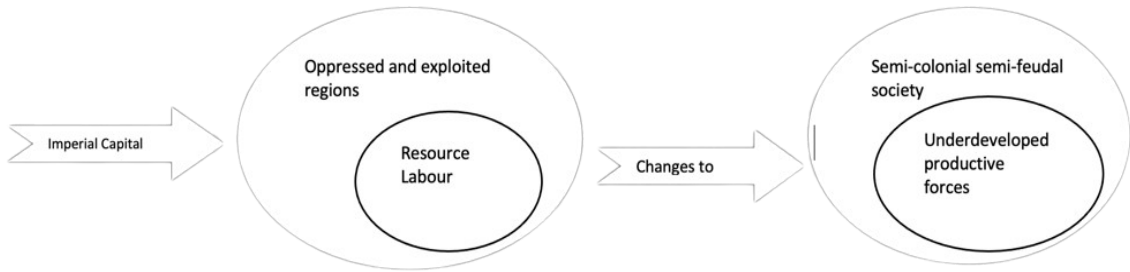 Imperial Capital
Oppressed and exploited
regions
Resource
Labour
Changes to
Semi-colonial semi-feudal
society
Underdeveloped
productive
forces